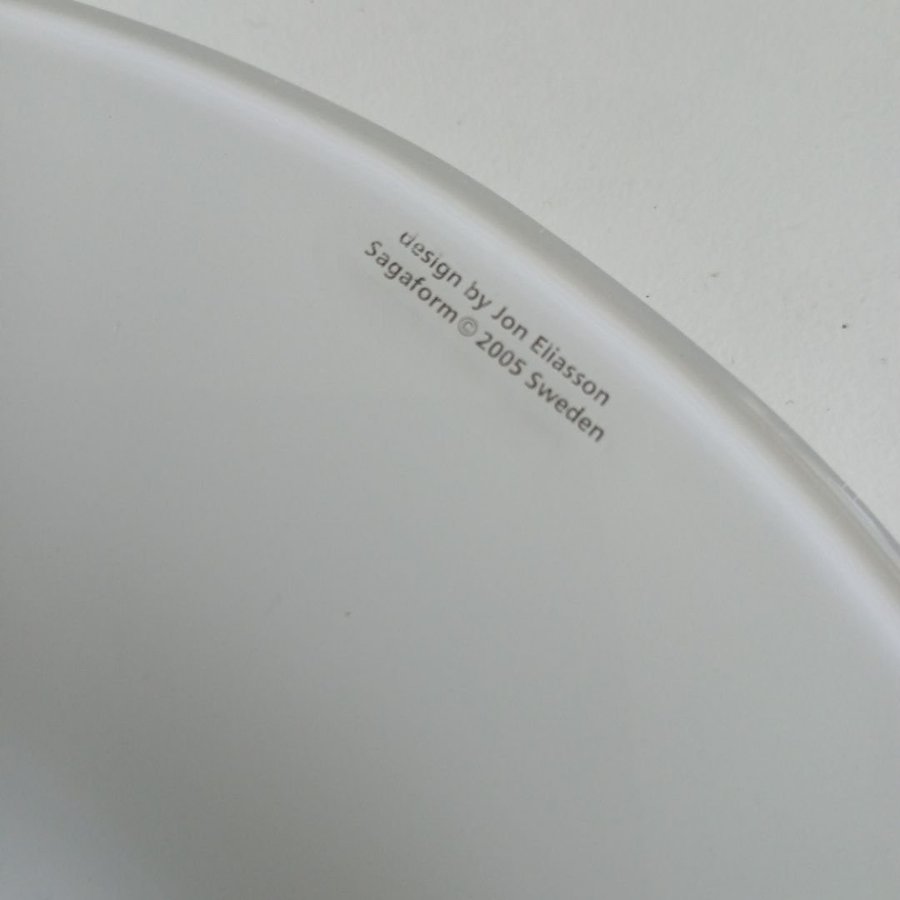 design by Jon Eliasson
Sagaform © 2005 Sweden